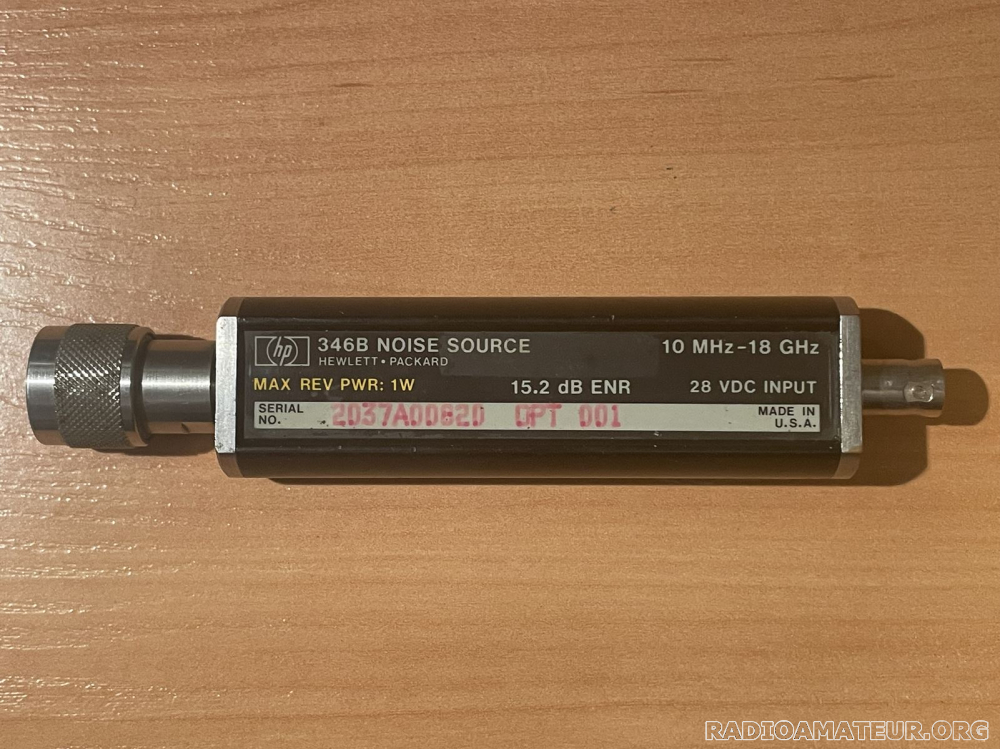 hp 346B NOISE SOURCE 10 MHz-18 GHz
HEWLETT•PACKARD
MAX REV PWR: 1W 15.2 dB ENR 28 VDC INPUT
SERIAL NO. 2037A00820 OPT 001 MADE IN U.S.A.
RADIOAMATEUR.ORG